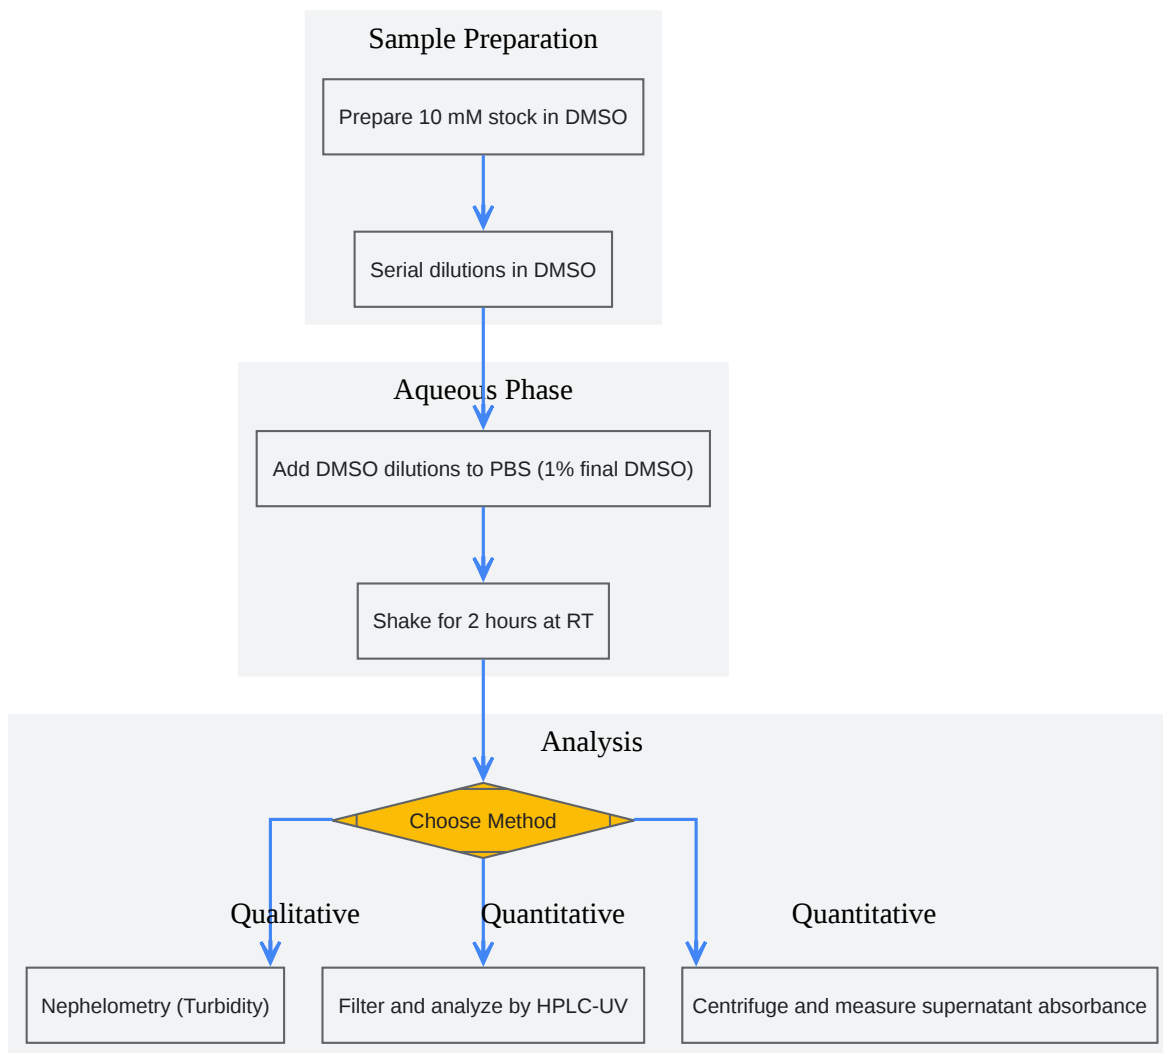 Sample Preparation
Prepare 10 mM stock in DMSO
Serial dilutions in DMSO
Aqueous Phase
Add DMSO dilutions to PBS (1% final DMSO)
Shake for 2 hours at RT
Analysis
Choose Method
Qualitative
Quantitative
Quantitative
Nephelometry (Turbidity)
Filter and analyze by HPLC-UV
Centrifuge and measure supernatant absorbance